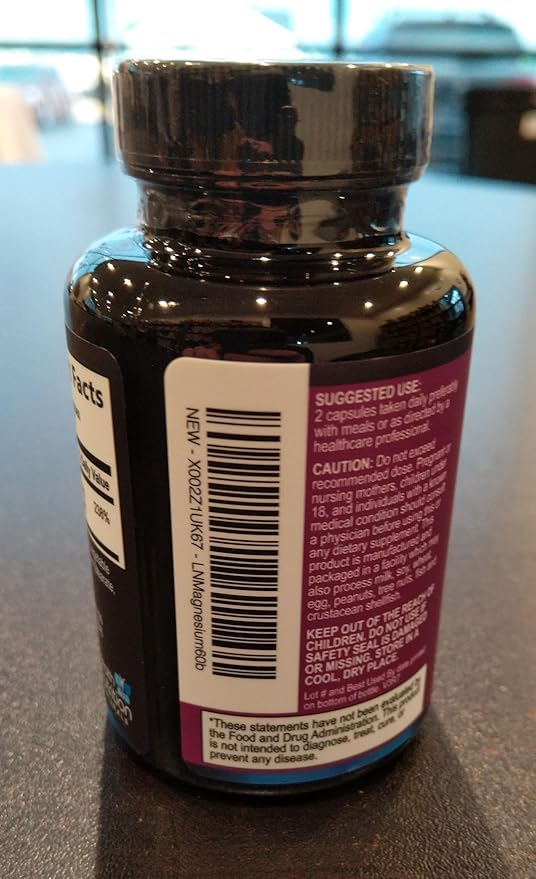 Facts
Daily Value
298%
NEW - X002Z1UK67 - LNMagnesium60b
SUGGESTED USE:
2 capsules taken daily preferably
with meals or as directed by a
healthcare professional.
CAUTION: Do not exceed
recommended dose. Pregnant or
nursing mothers, children under
18, and individuals with a known
medical condition should consult
a physician before using this or
any dietary supplement. This
product is manufactured and
packaged in a facility which may
also process milk, soy, wheat,
egg, peanuts, tree nuts, fish and
crustacean shellfish.
KEEP OUT OF THE REACH OF
CHILDREN. DO NOT USE IF
SAFETY SEAL IS DAMAGED
OR MISSING. STORE IN A
COOL, DRY PLACE.
Lot # and Best Used By date printed
on bottom of bottle.
*These statements have not been evaluated by
the Food and Drug Administration. This product
is not intended to diagnose, treat, cure, or
prevent any disease.